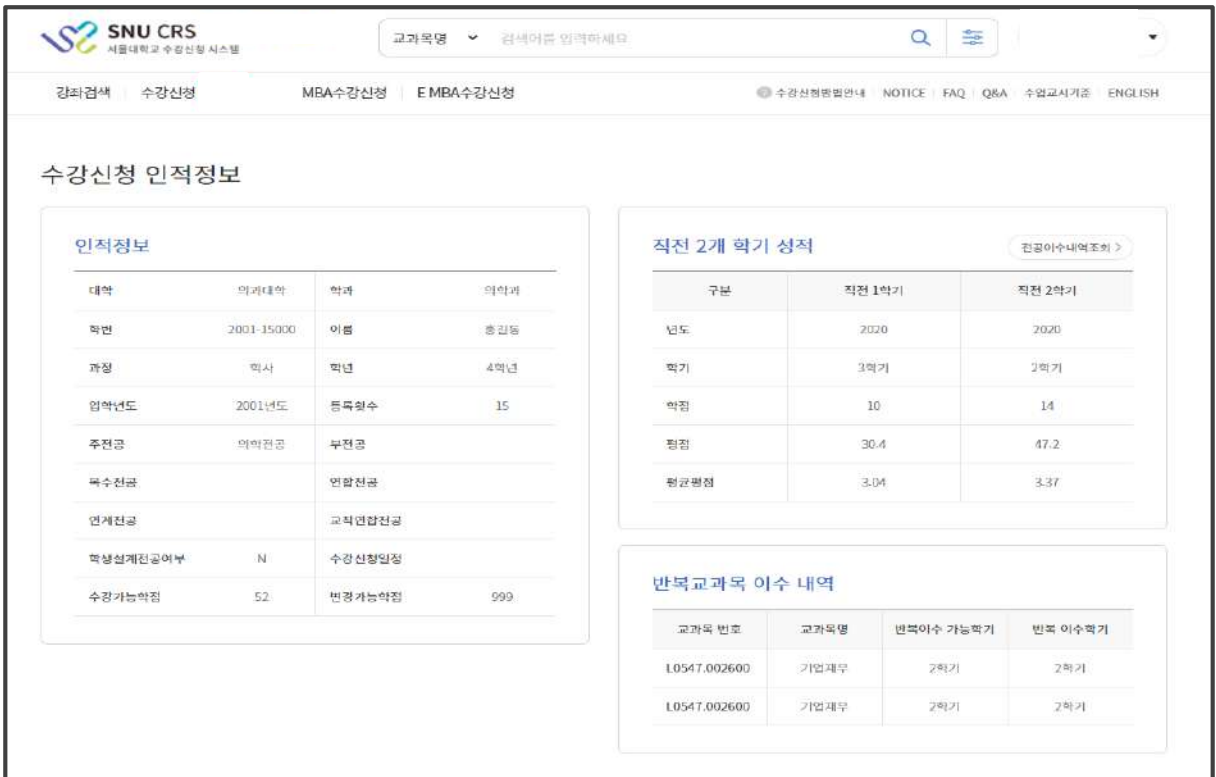 SNU CRS
서울대학교 수강신청 시스템
교과목명 검색어를 입력하세요
강좌검색 수강신청 MBA수강신청 E MBA수강신청
수강신청방법안내 NOTICE FAQ Q&A 수업교시기준 ENGLISH
수강신청 인적정보
인적정보
대학 의과대학 학과 의학과
학번 2001-15000 이름 홍길동
과정 학사 학년 4학년
입학년도 2001년도 등록횟수 15
주전공 의학전공 부전공
복수전공 연합전공
연계전공 교직연합전공
학생설계전공여부 N 수강신청일정
수강가능학점 52 변경가능학점 999
직전 2개 학기 성적 전공이수내역조회 >
구분 직전 1학기 직전 2학기
년도 2020 2020
학기 3학기 2학기
학점 10 14
평점 30.4 47.2
평균평점 3.04 3.37
반복교과목 이수 내역
교과목 번호 교과목명 반복이수 가능학기 반복 이수학기
L0547.002600 기업재무 2학기 2학기
L0547.002600 기업재무 2학기 2학기